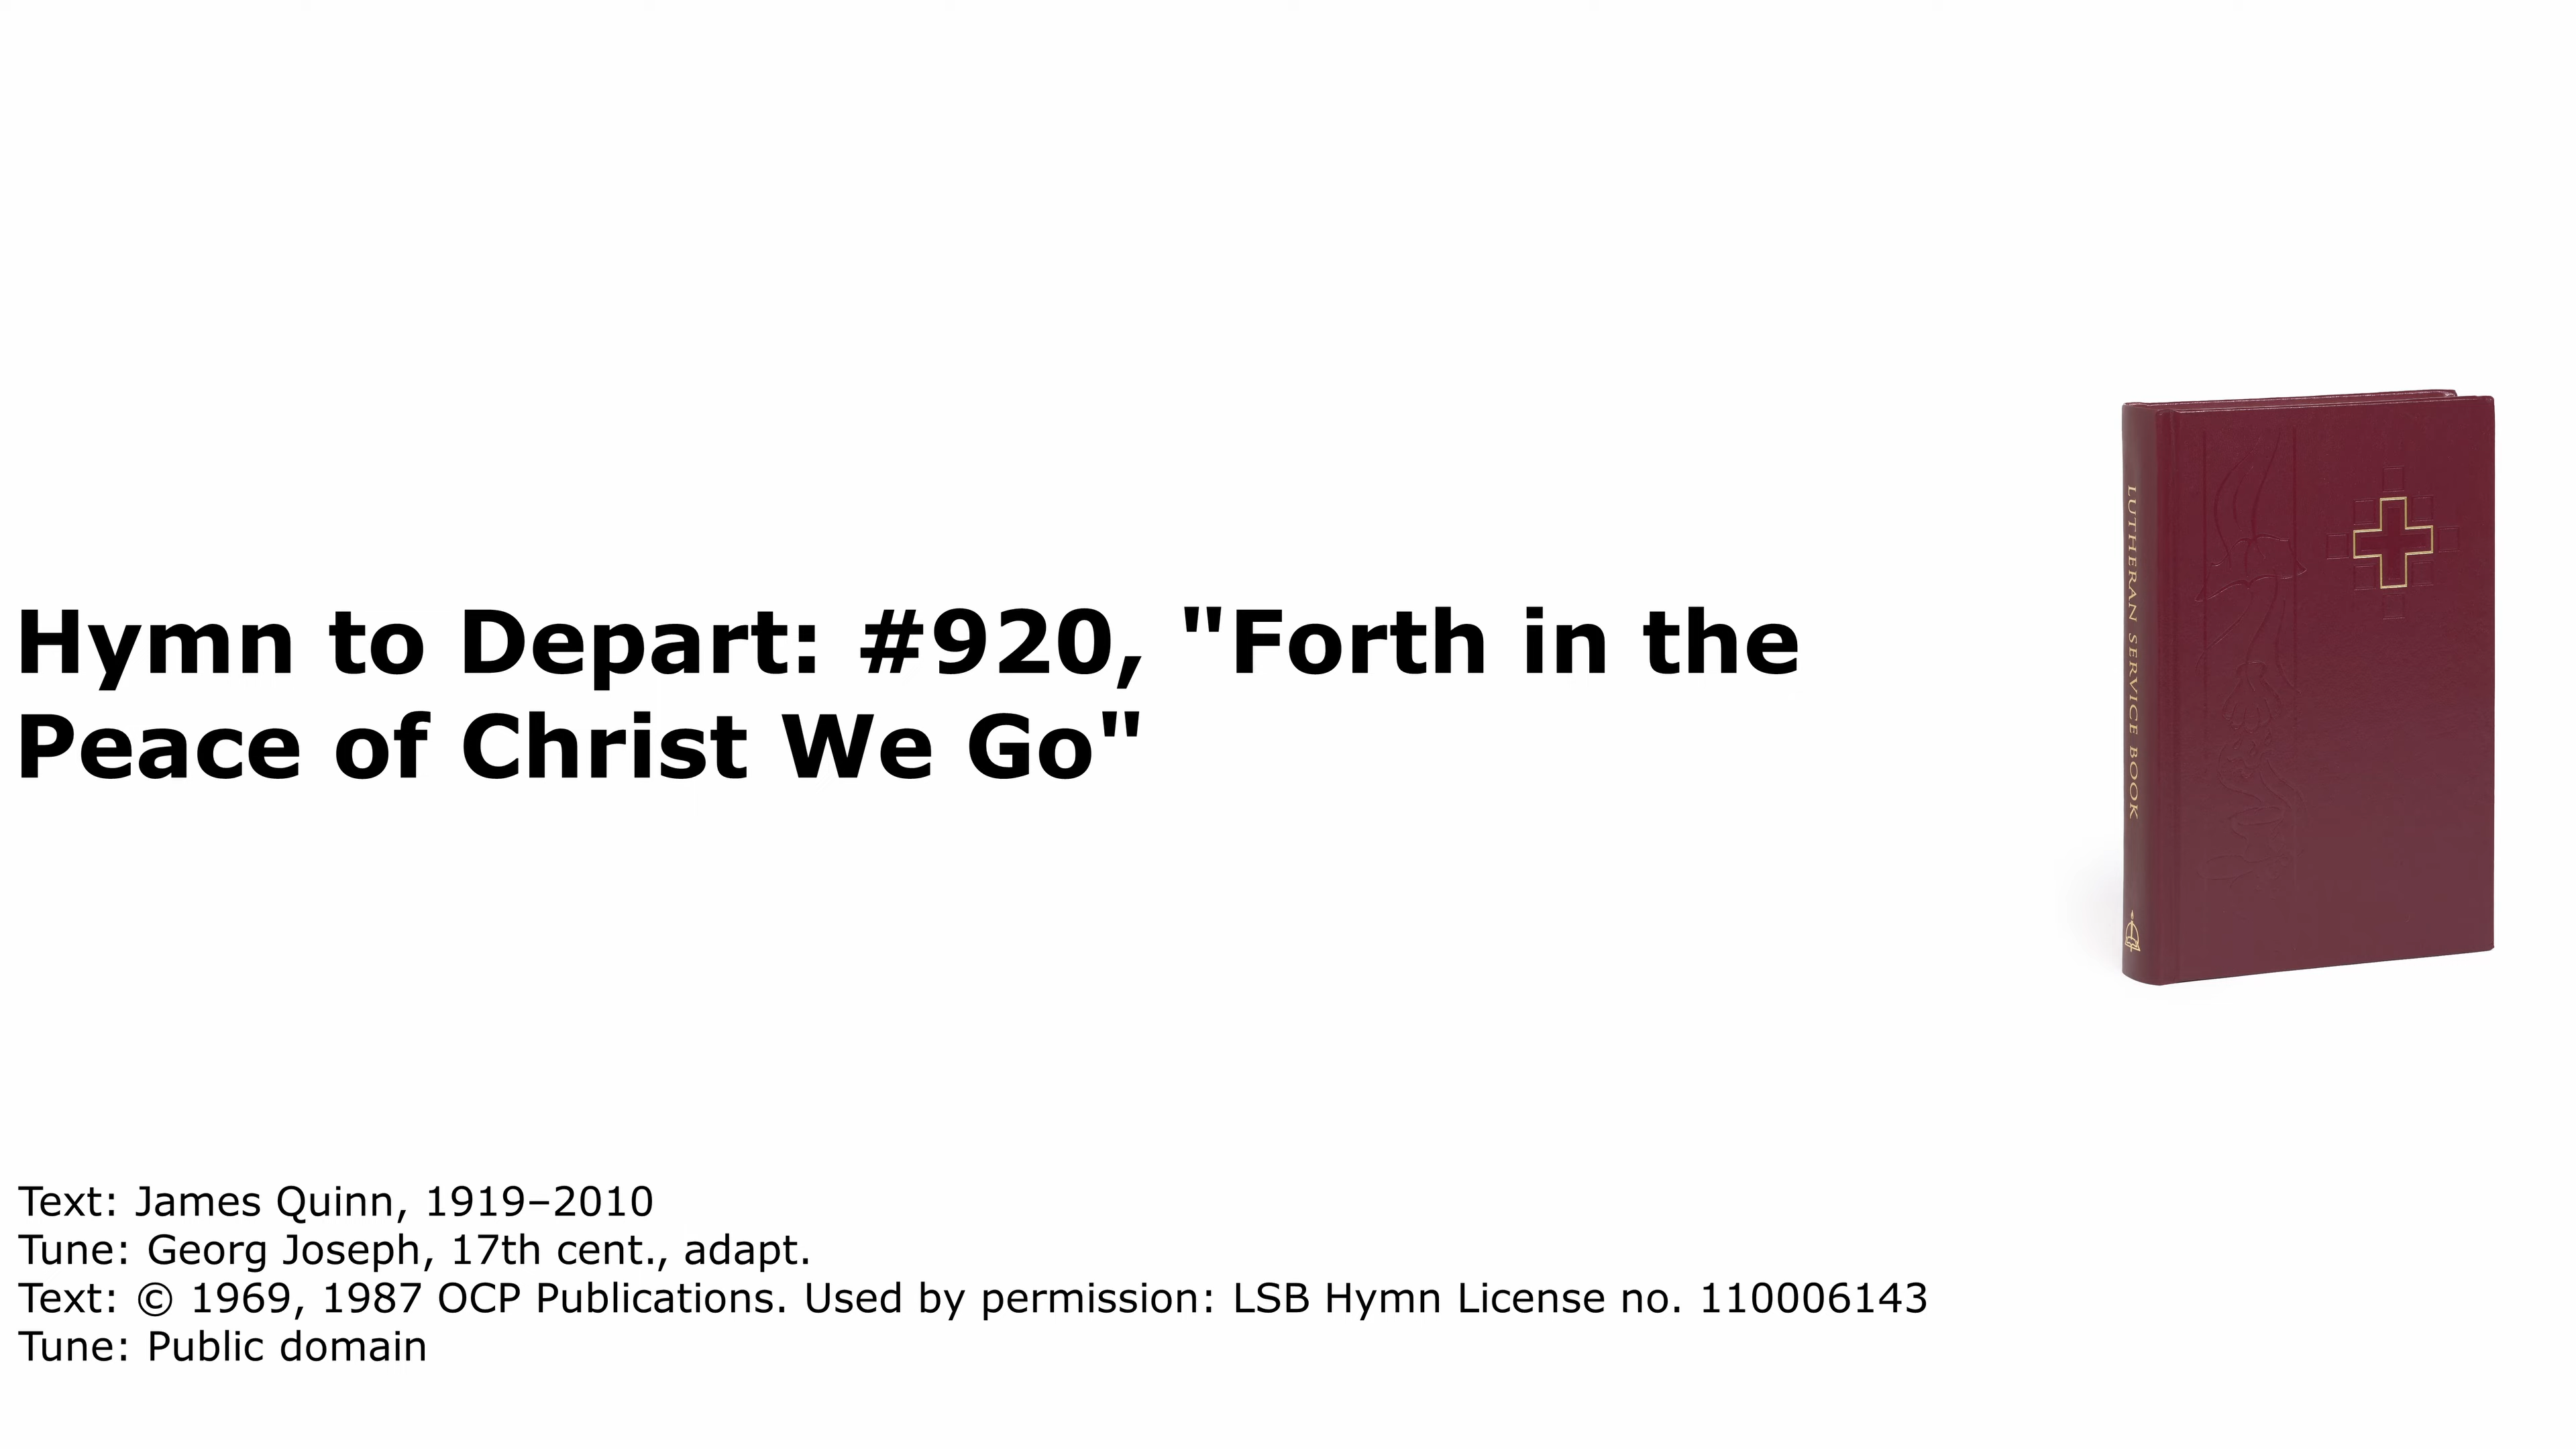 Hymn to Depart: #920, "Forth in the
Peace of Christ We Go"
LUTHERAN SERVICE BOOK
Text: James Quinn, 1919–2010
Tune: Georg Joseph, 17th cent., adapt.
Text: © 1969, 1987 OCP Publications. Used by permission: LSB Hymn License no. 110006143
Tune: Public domain